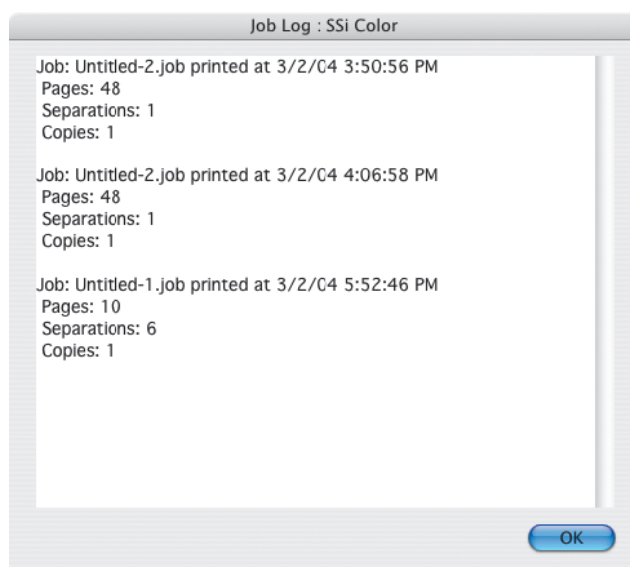 Job Log : SSi Color
Job: Untitled-2.job printed at 3/2/04 3:50:56 PM
Pages: 48
Separations: 1
Copies: 1
Job: Untitled-2.job printed at 3/2/04 4:06:58 PM
Pages: 48
Separations: 1
Copies: 1
Job: Untitled-1.job printed at 3/2/04 5:52:46 PM
Pages: 10
Separations: 6
Copies: 1
OK